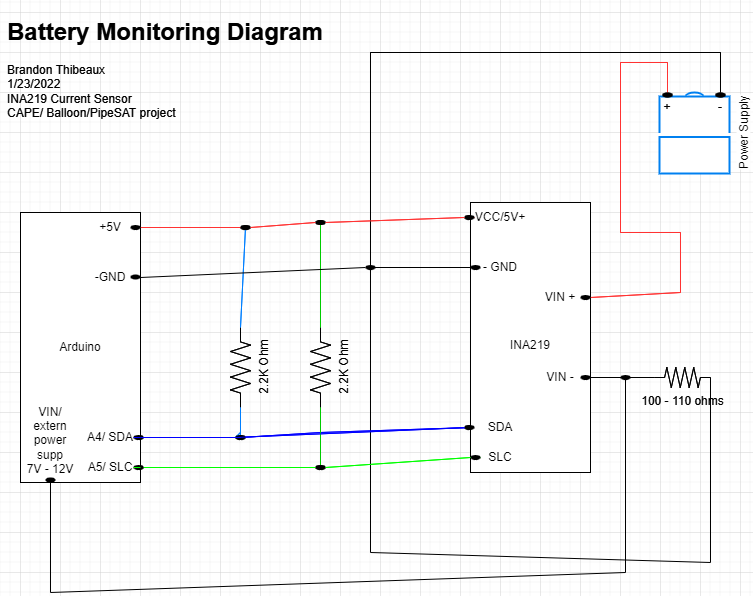 Battery Monitoring Diagram
Brandon Thibeaux
1/23/2022
INA219 Current Sensor
CAPE/ Balloon/PipeSAT project
+
-
Power Supply
+5V
VCC/5V+
-GND
- GND
VIN +
Arduino
2.2K Ohm
2.2K Ohm
INA219
VIN -
100 - 110 ohms
VIN/
extern
power
supp
7V - 12V
A4/ SDA
SDA
A5/ SLC
SLC